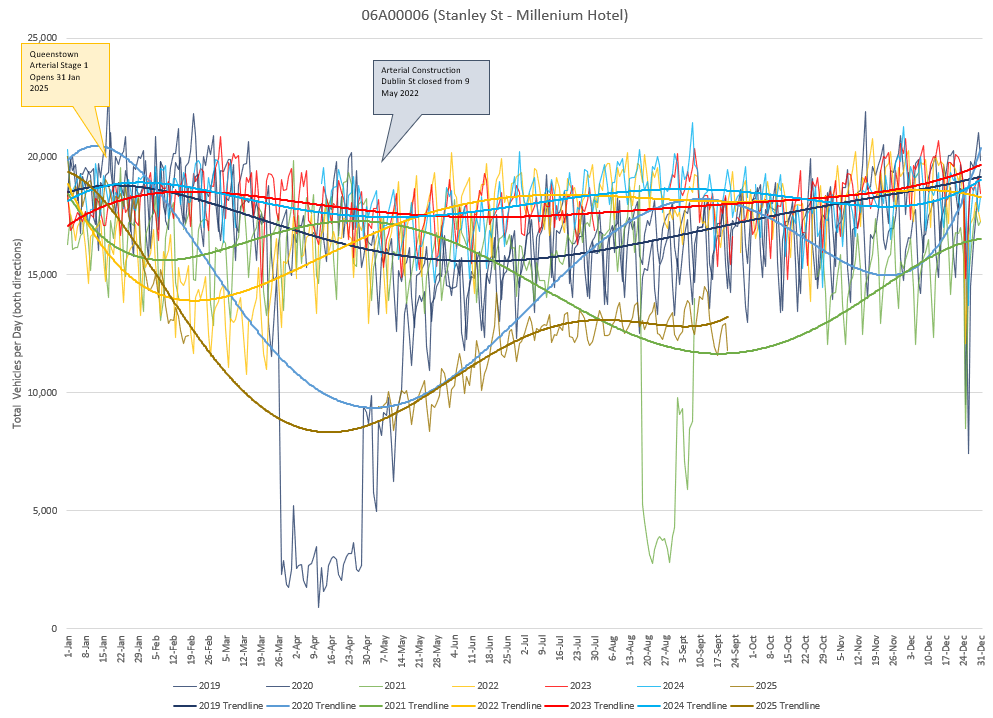 06A00006 (Stanley St - Millenium Hotel)
25,000
20,000
15,000
10,000
5,000
0
Total Vehicles per Day (both directions)
Queenstown
Arterial Stage 1
Opens 31 Jan
2025
Arterial Construction
Dublin St closed from 9
May 2022
1-Jan
8-Jan
15-Jan
22-Jan
29-Jan
5-Feb
12-Feb
19-Feb
26-Feb
5-Mar
12-Mar
19-Mar
26-Mar
2-Apr
9-Apr
16-Apr
23-Apr
30-Apr
7-May
14-May
21-May
28-May
4-Jun
11-Jun
18-Jun
25-Jun
2-Jul
9-Jul
16-Jul
23-Jul
30-Jul
6-Aug
13-Aug
20-Aug
27-Aug
3-Sept
10-Sept
17-Sept
24-Sept
1-Oct
8-Oct
15-Oct
22-Oct
29-Oct
5-Nov
12-Nov
19-Nov
26-Nov
3-Dec
10-Dec
17-Dec
24-Dec
31-Dec
2019 2020 2021 2022 2023 2024 2025
2019 Trendline 2020 Trendline 2021 Trendline 2022 Trendline 2023 Trendline 2024 Trendline 2025 Trendline